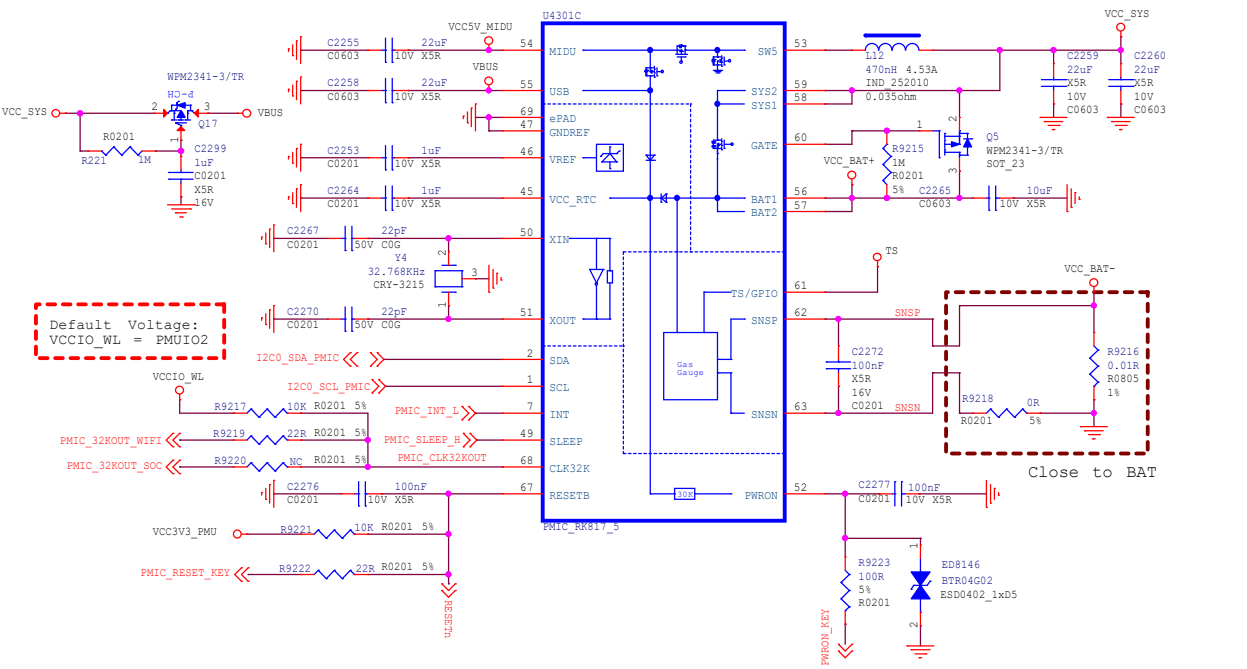 U4301C
VCC5V_MIDU
C2255
22uF
C0603
10V X5R
54
MIDU
SW5
53
L12
470nH 4.53A
IND_252010
0.035ohm
VCC_SYS
C2259
22uF
X5R
10V
C0603
C2260
22uF
X5R
10V
C0603
VBUS
C2258
22uF
C0603
10V X5R
55
USB
SYS2
59
SYS1
58
WPM2341-3/TR
P-CH
VCC_SYS
2
3
VBUS
Q17
1
R0201
R221
1M
C2299
1uF
C0201
X5R
16V
69
ePAD
47
GNDREF
GATE
60
1
2
3
Q5
WPM2341-3/TR
SOT_23
R9215
1M
R0201
5%
VCC_BAT+
C2253
1uF
C0201
10V X5R
46
VREF
C2264
1uF
C0201
10V X5R
45
VCC_RTC
BAT1
56
BAT2
57
C2265
10uF
C0603
10V X5R
C2267
22pF
C0201
50V C0G
50
XIN
Y4
32.768KHz
CRY-3215
2
3
1
C2270
22pF
C0201
50V C0G
51
XOUT
TS
TS/GPIO
61
VCC_BAT-
Default Voltage:
VCCIO_WL = PMUIO2
SNSP
62
SNSP
C2272
100nF
X5R
16V
C0201
R9216
0.01R
R0805
1%
Gas
Gauge
I2C0_SDA_PMIC
2
SDA
I2C0_SCL_PMIC
1
SCL
VCCIO_WL
R9217
10K
R0201 5%
PMIC_INT_L
7
INT
SNSN
63
SNSN
R9218
0R
R0201
5%
PMIC_32KOUT_WIFI
R9219
22R
R0201 5%
PMIC_SLEEP_H
49
SLEEP
PMIC_32KOUT_SOC
R9220
NC
R0201 5%
PMIC_CLK32KOUT
68
CLK32K
Close to BAT
C2276
100nF
C0201
10V X5R
67
RESETB
30K
PWRON
52
C2277
100nF
C0201
10V X5R
PMIC_RK817_5
VCC3V3_PMU
R9221
10K
R0201 5%
PMIC_RESET_KEY
R9222
22R
R0201 5%
RESETn
R9223
100R
5%
R0201
PWRON_KEY
1
ED8146
BTR04G02
ESD0402_1xD5
2